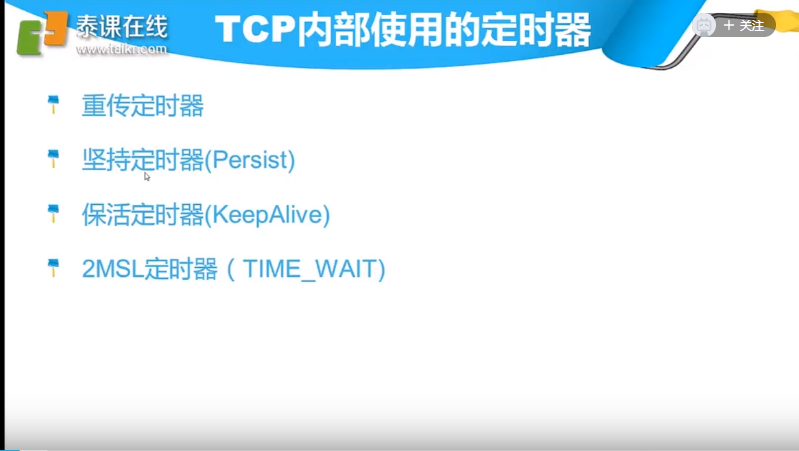 泰课在线
www.taikr.com
TCP内部使用的定时器
+ 关注
重传定时器
坚持定时器(Persist)
保活定时器(KeepAlive)
2MSL定时器（TIME_WAIT)